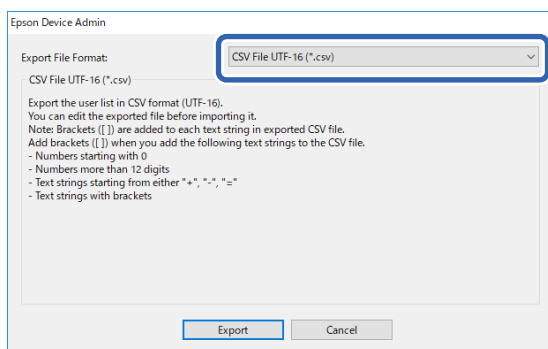 Epson Device Admin
Export File Format:
CSV File UTF-16 (*.csv)
CSV File UTF-16 (*.csv)
Export the user list in CSV format (UTF-16).
You can edit the exported file before importing it.
Note: Brackets ([ ]) are added to each text string in exported CSV file.
Add brackets ([ ]) when you add the following text strings to the CSV file.
- Numbers starting with 0
- Numbers more than 12 digits
- Text strings starting from either "+", "-", "="
- Text strings with brackets
Export
Cancel